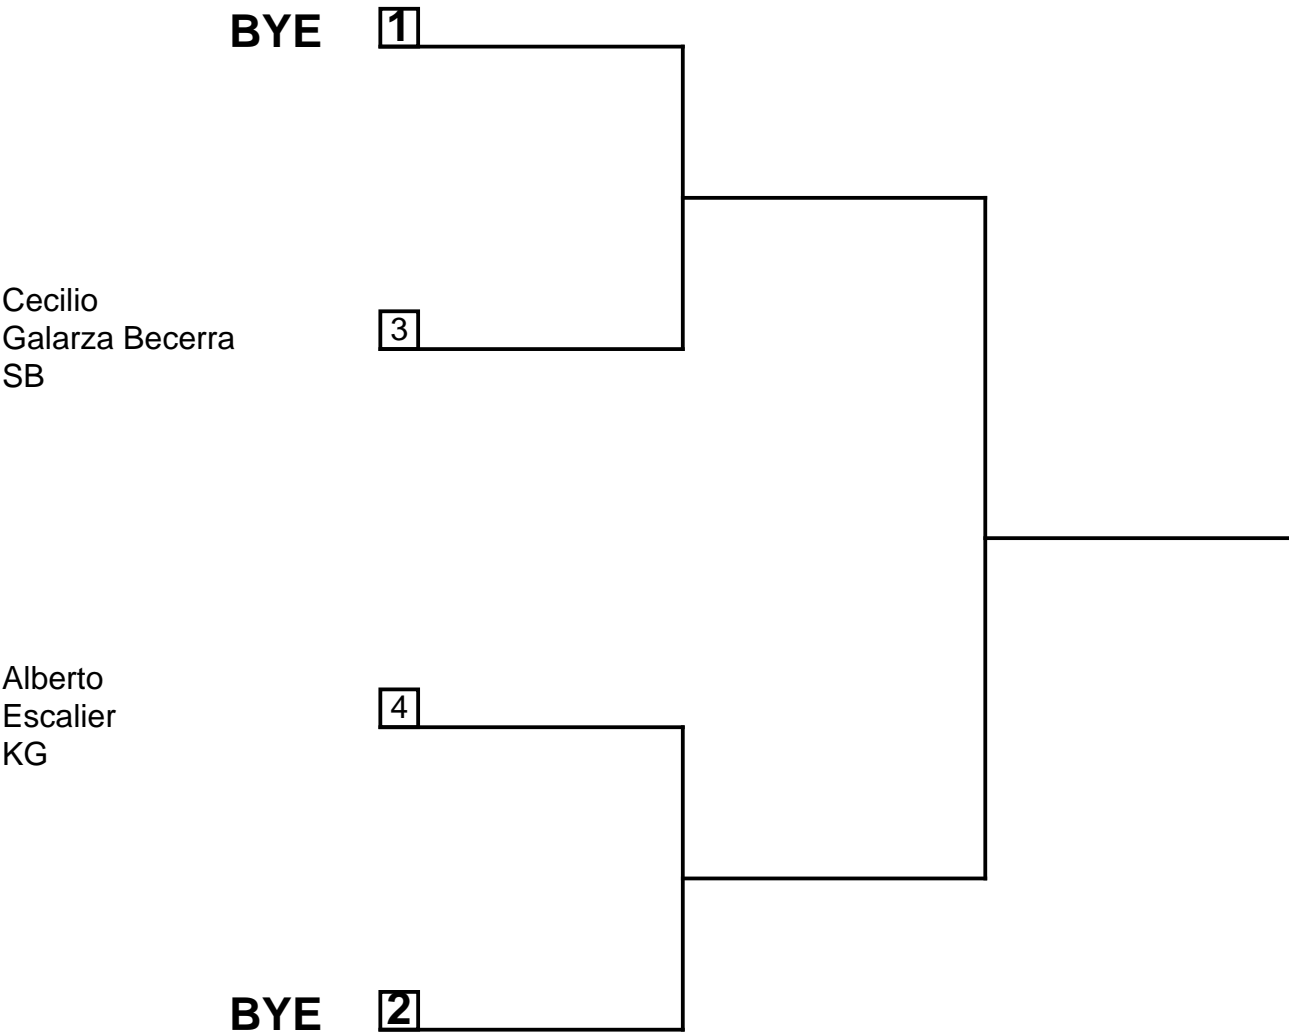 BYE 1
Cecilio
Galarza Becerra
SB
3
Alberto
Escalier
KG
4
BYE 2